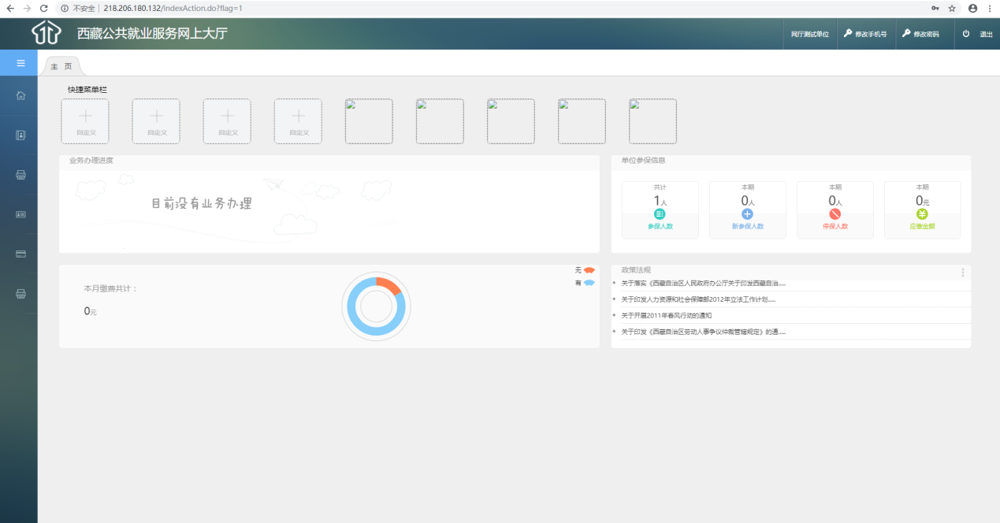 不安全 | 218.206.180.132/indexAction.do?flag=1
西藏公共就业服务网上大厅
网厅测试单位 修改手机号 修改密码 退出
主 页
快捷菜单栏
自定义 自定义 自定义 自定义
业务办理进度
目前没有业务办理
单位参保信息
共计 本期 本期 本期
1人 0人 0人 0元
参保人数 新参保人数 停保人数 应缴金额
本月缴费共计：
0元
无
有
政策法规
关于落实《西藏自治区人民政府办公厅关于印发西藏自治.....
关于印发人力资源和社会保障部2012年立法工作计划.....
关于开展2011年春风行动的通知
关于印发《西藏自治区劳动人事争议仲裁管辖规定》的通.....